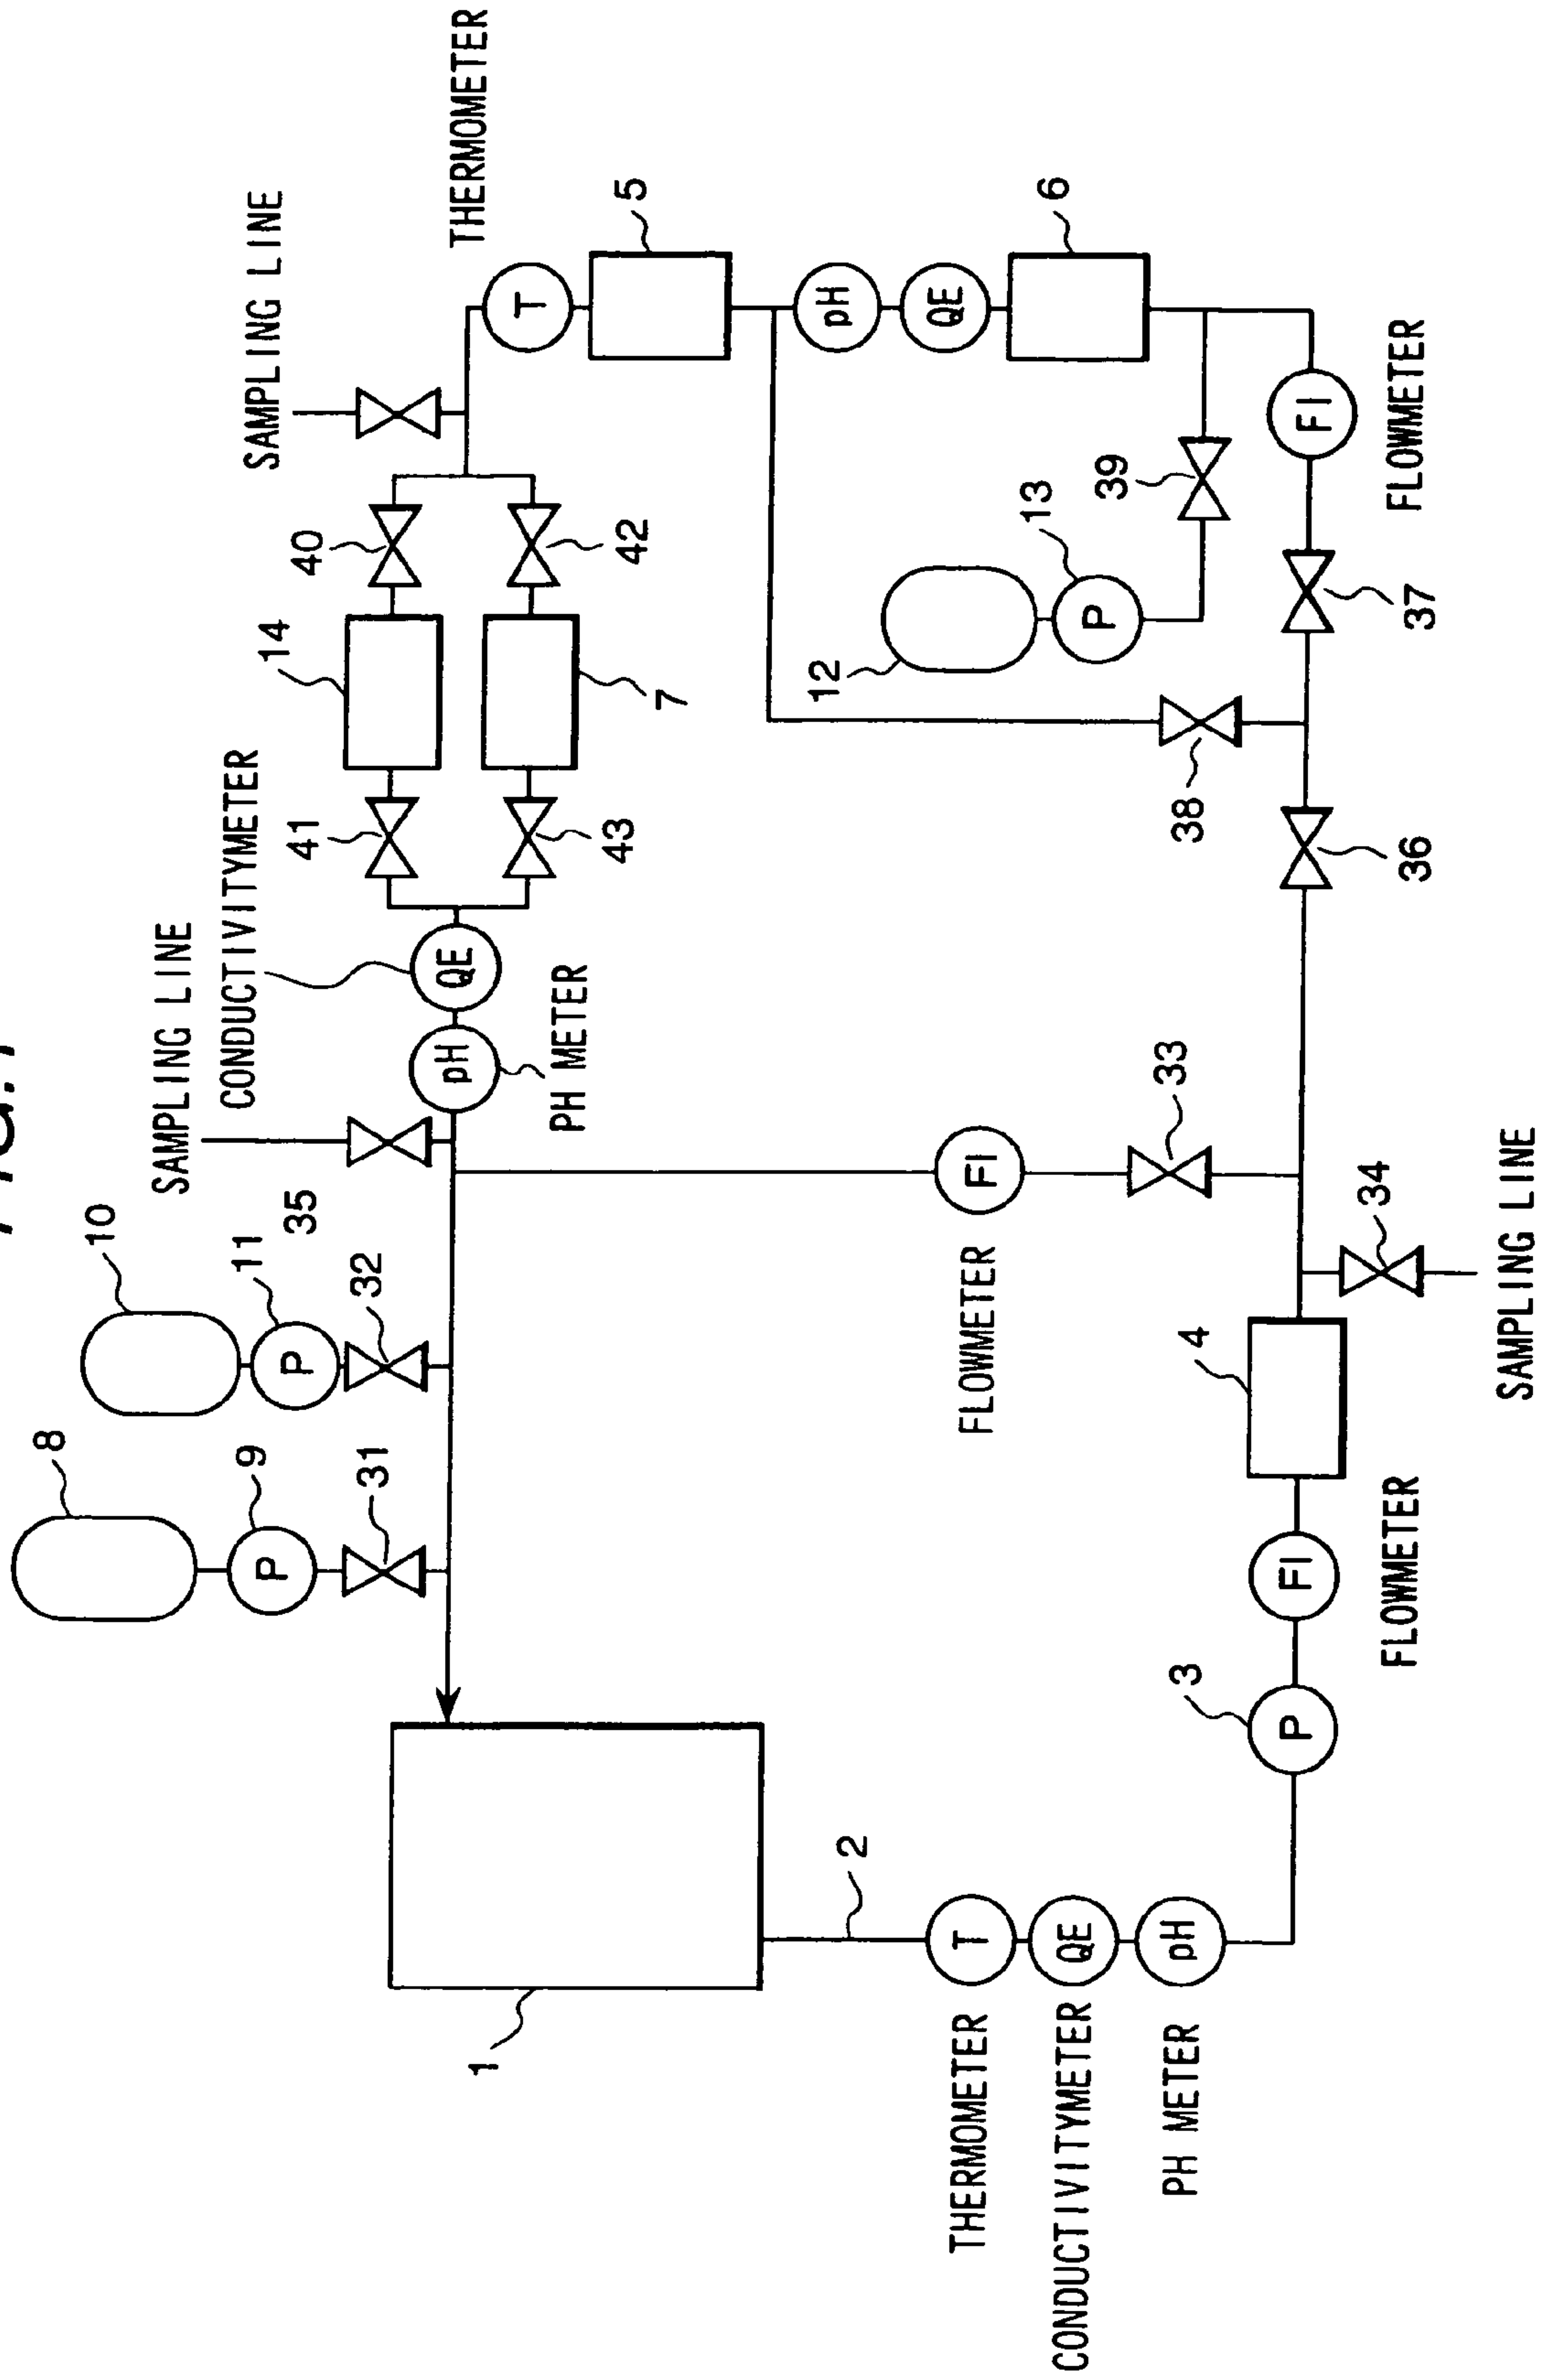 8
10
SAMPLING LINE
9
11
CONDUCTIVITYMETER
SAMPLING LINE
14
P
P
35
41
40
31
32
pH
QE
THERMOMETER
1
T
PH METER
43
42
5
7
12
pH
2
QE
T
FI
FLOWMETER
THERMOMETER
13
6
QE
CONDUCTIVITYMETER
P
39
33
pH
PH METER
3
4
38
P
FI
FI
34
FLOWMETER
36
37
FLOWMETER
SAMPLING LINE